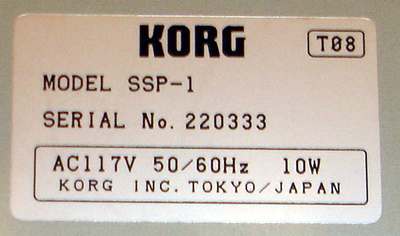 KORG T08
MODEL SSP-1
SERIAL No. 220333
AC117V 50/60Hz 10W
KORG INC. TOKYO/JAPAN